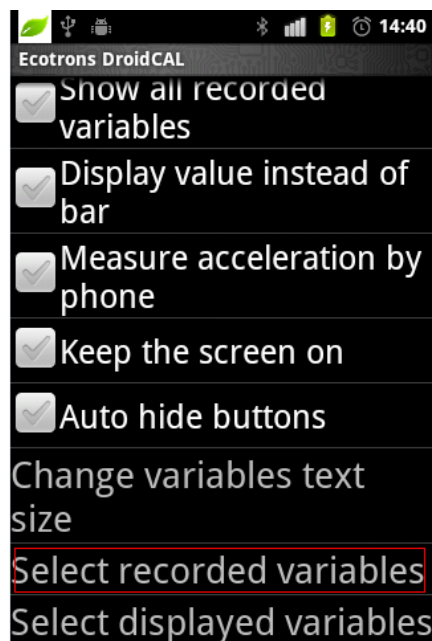 14:40
Ecotrons DroidCAL
Show all recorded
variables
Display value instead of
bar
Measure acceleration by
phone
Keep the screen on
Auto hide buttons
Change variables text
size
Select recorded variables
Select displayed variables